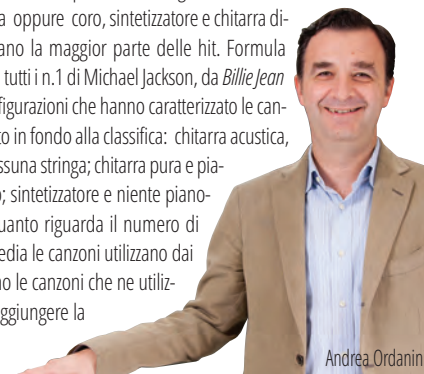 a oppure coro, sintetizzatore e chitarra di-
ano la maggior parte delle hit. Formula
tutti i n.1 di Michael Jackson, da Billie Jean
figurazioni che hanno caratterizzato le can-
to in fondo alla classifica: chitarra acustica,
ssuna stringa; chitarra pura e pia-
o; sintetizzatore e niente piano-
uanto riguarda il numero di
edia le canzoni utilizzano dai
no le canzoni che ne utiliz-
ggiungere la
Andrea Ordanin